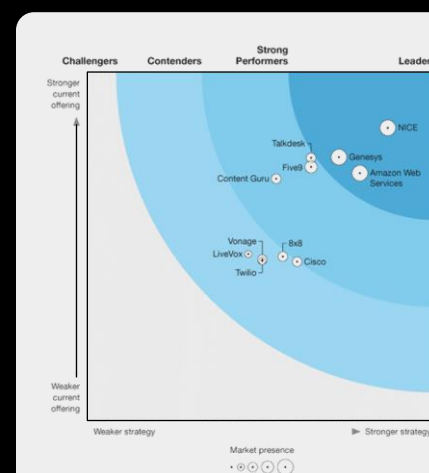 Strong
Challengers Contenders Performers Leader
Stronger
current
offering
NICE
Talkdesk
Genesys
Five9
Amazon Web
Services
Content Guru
Vonage
8x8
LiveVox
Cisco
Twilio
Weaker
current
offering
Weaker strategy Stronger strategy
Market presence